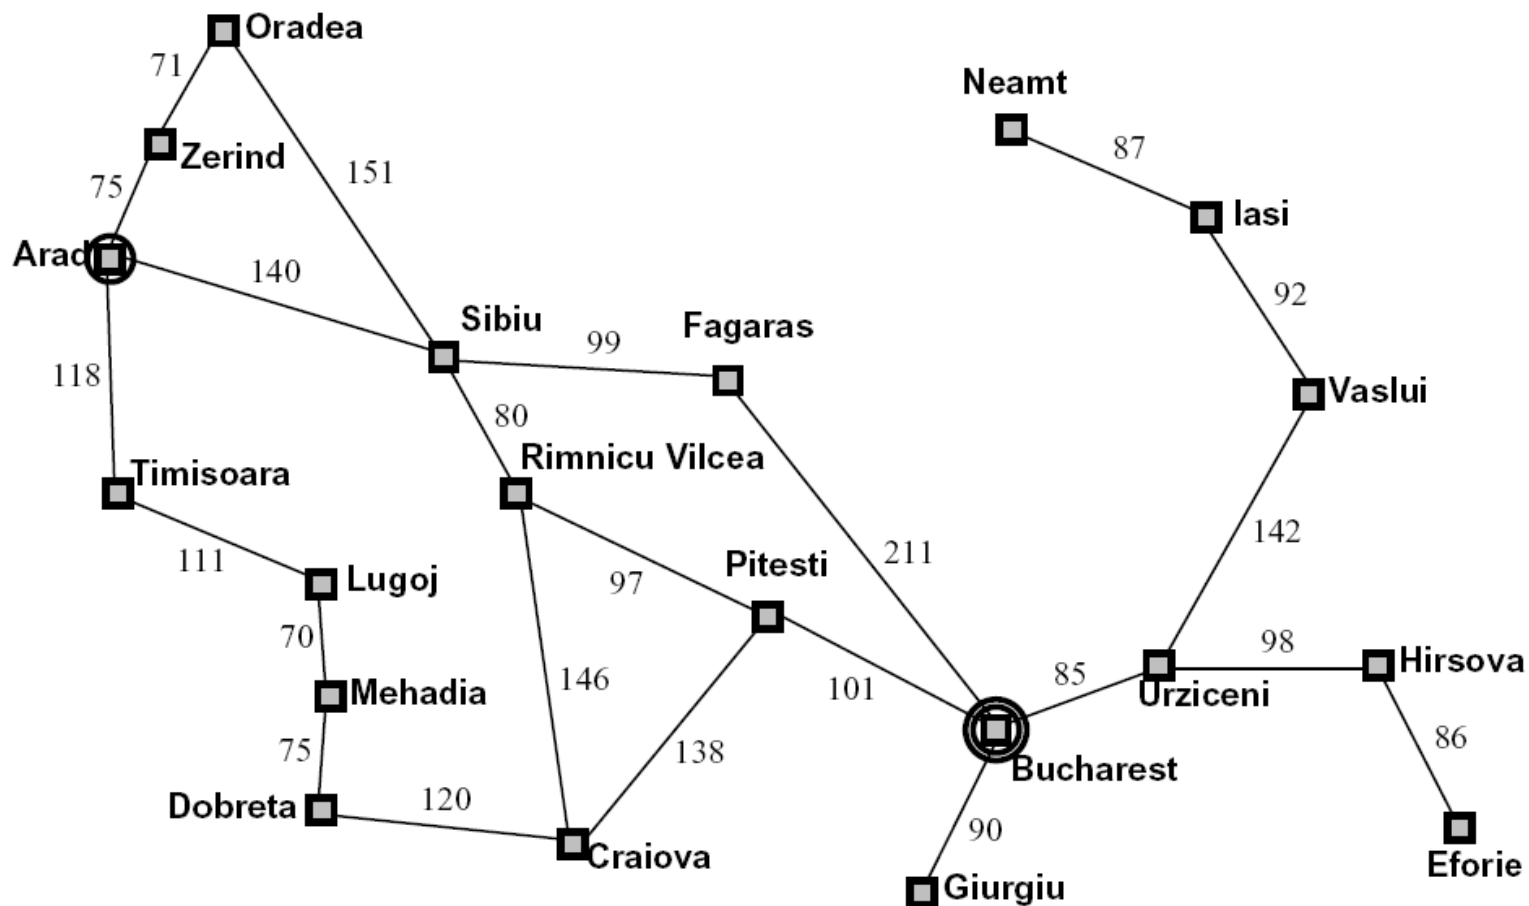 Oradea
71
Neamt
87
Zerind
151
75
Iasi
Arad
140
92
Sibiu
Fagaras
99
118
Vaslui
80
Rimnicu Vilcea
Timisoara
142
211
111
Pitesti
Lugoj
97
70
98
Hirsova
146
85
Urziceni
Mehadia
101
86
75
138
Bucharest
Dobreta
120
90
Craiova
Eforie
Giurgiu